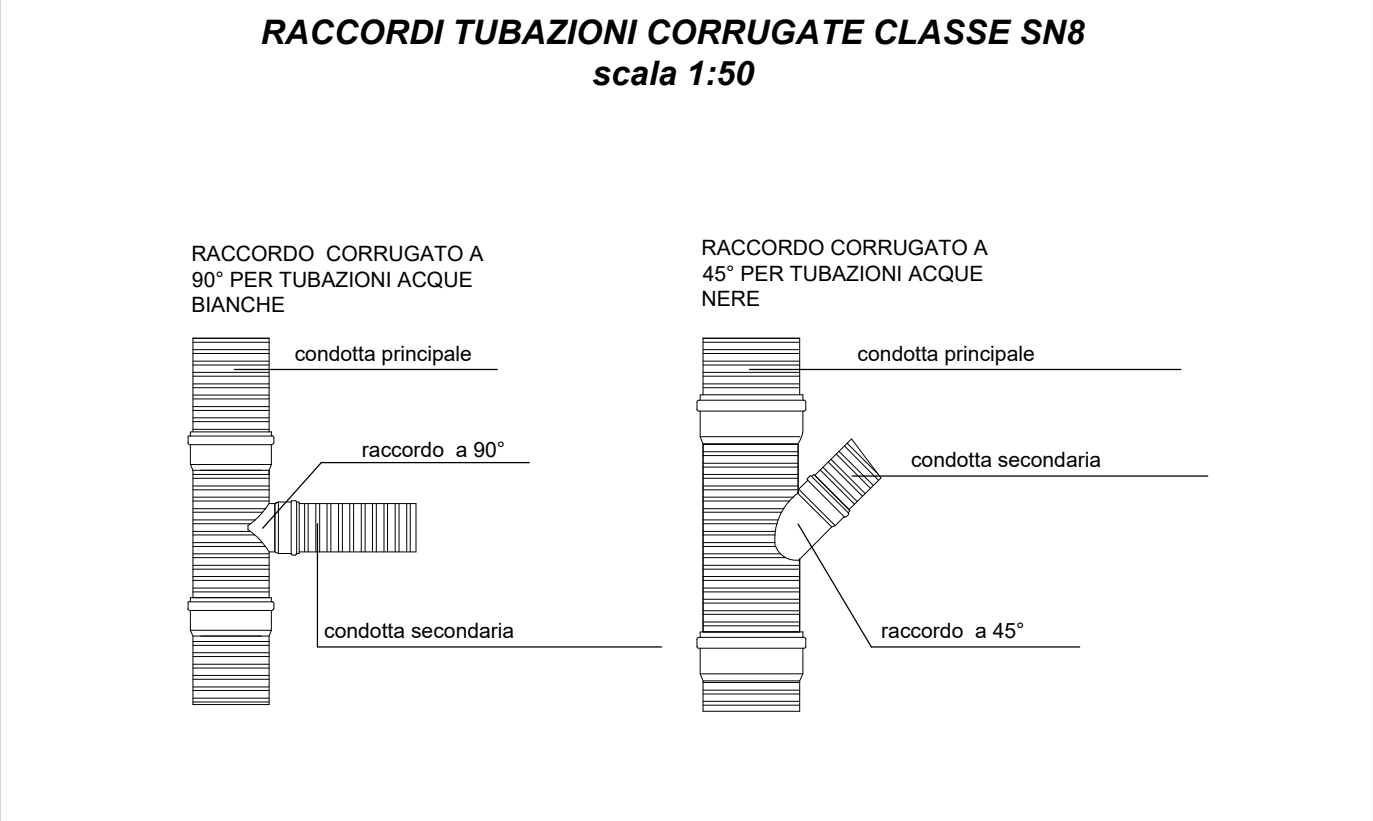 RACCORDI TUBAZIONI CORRUGATE CLASSE SN8
scala 1:50
RACCORDO  CORRUGATO A
90° PER TUBAZIONI ACQUE
BIANCHE
condotta principale
raccordo  a 90°
condotta secondaria
RACCORDO CORRUGATO A
45° PER TUBAZIONI ACQUE
NERE
condotta principale
condotta secondaria
raccordo  a 45°